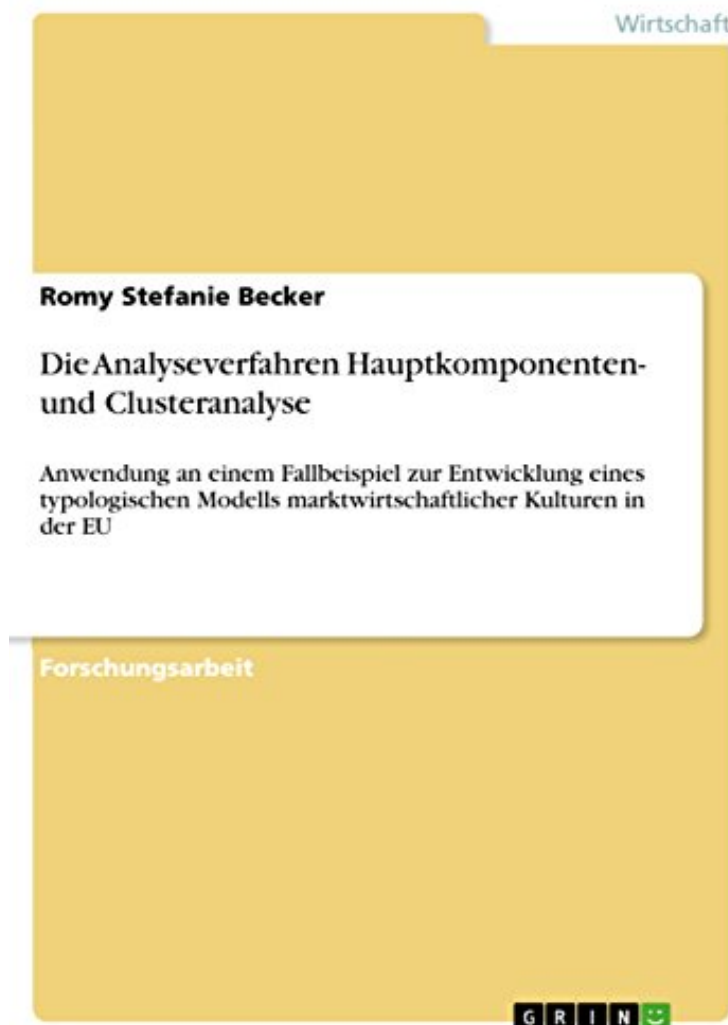 Wirtschaft
Romy Stefanie Becker
Die Analyseverfahren Hauptkomponenten-
und Clusteranalyse
Anwendung an einem Fallbeispiel zur Entwicklung eines
typologischen Modells marktwirtschaftlicher Kulturen in
der EU
Forschungsarbeit
GRIN